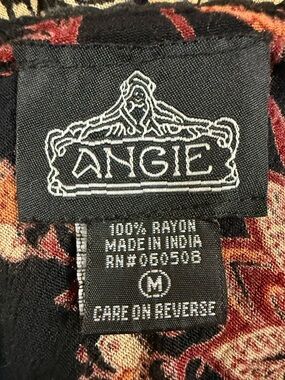 ANGIE
100% RAYON
MADE IN INDIA
RN#060508
M
CARE ON REVERSE